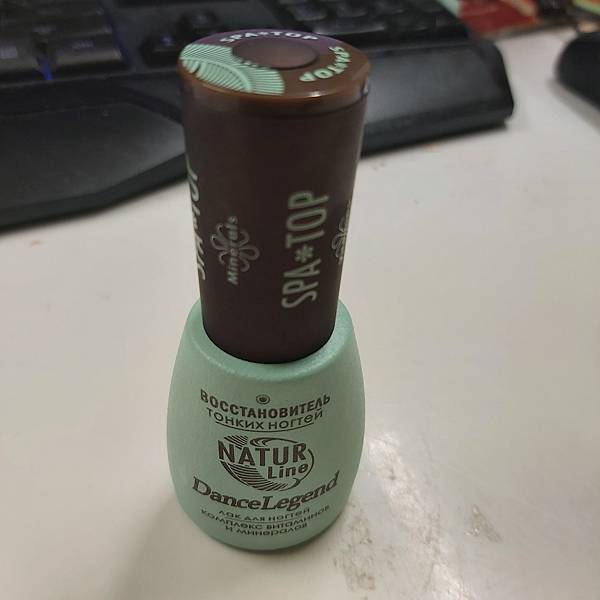 SPA*TOP
SPA*TOP
SPA*TOP
Minerals
SPA*TOP
ВОССТАНОВИТЕЛЬ
ТОНКИХ НОГТЕЙ
NATUR
Line
DanceLegend
лак для ногтей
комплекс витаминов
и минералов